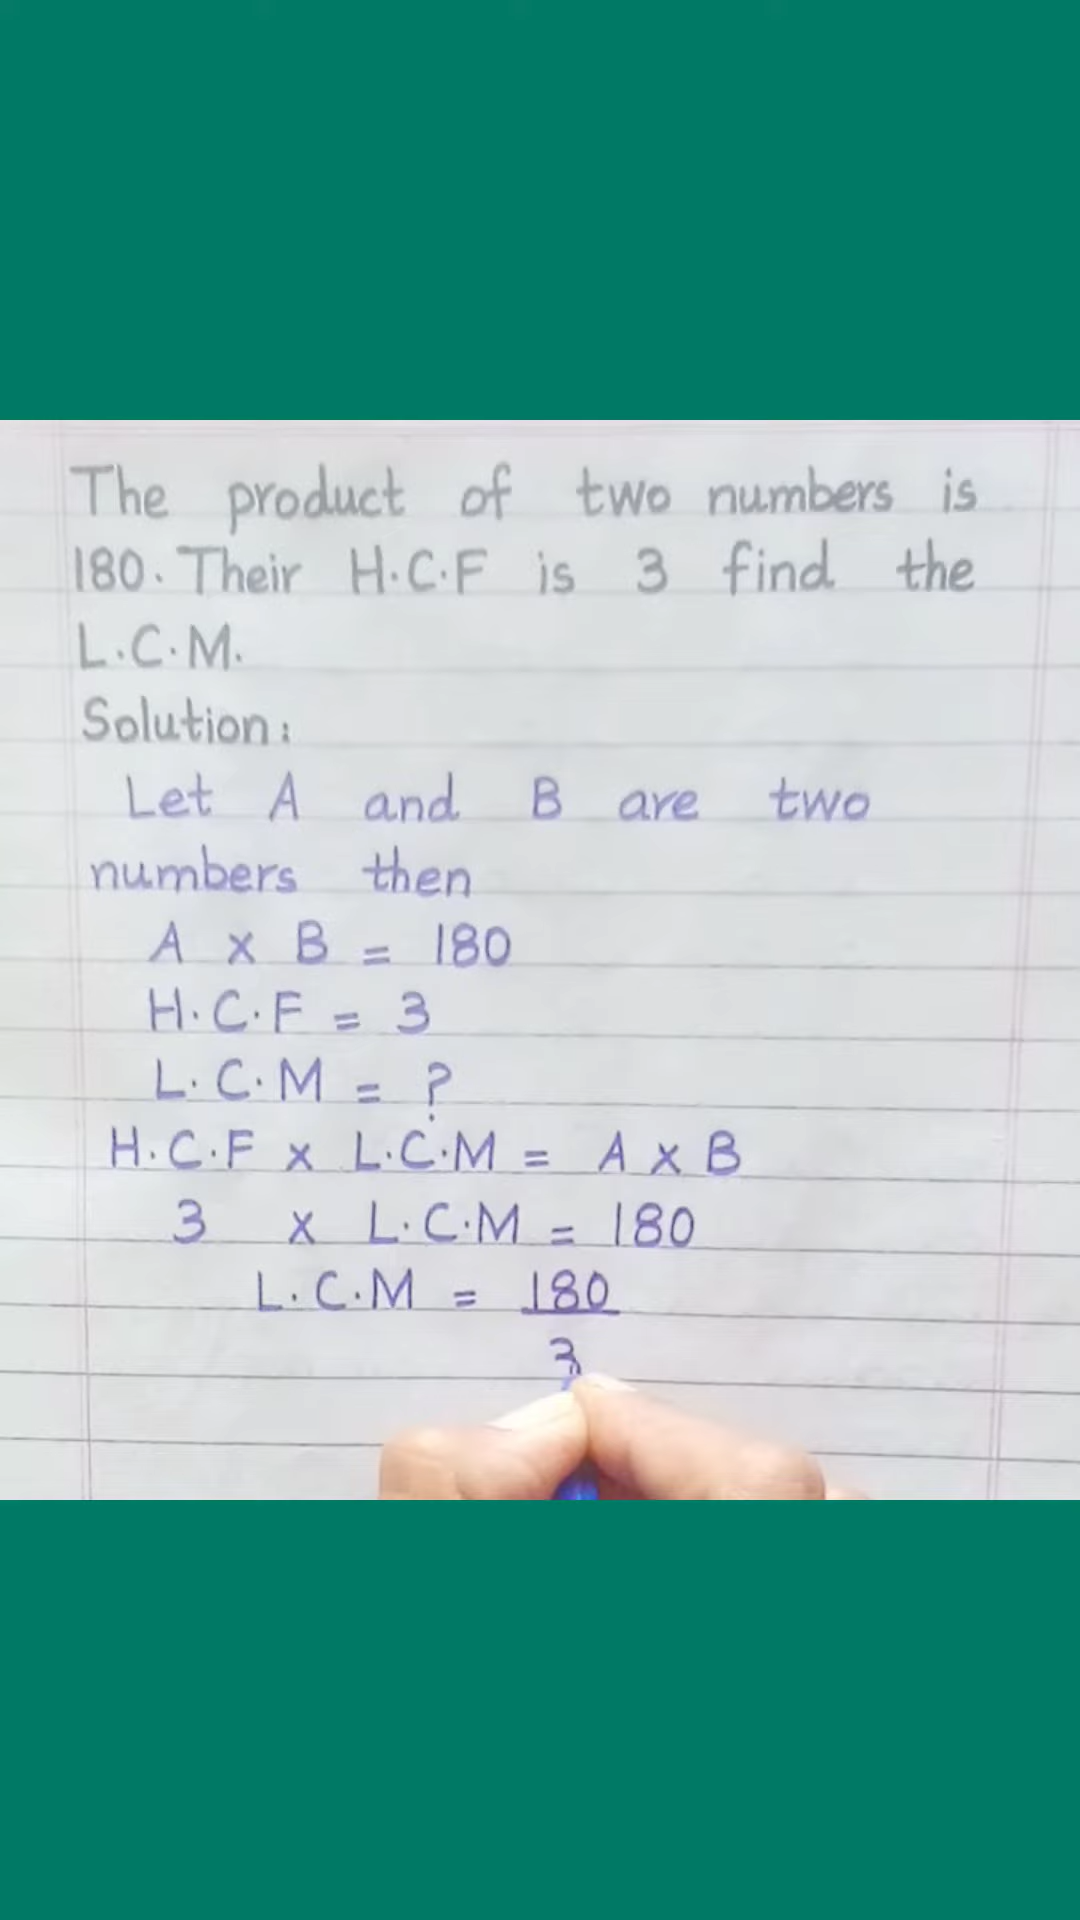 The product of two numbers is
180. Their H.C.F is 3 find the
L.C.M.
Solution:
Let A and B are two
numbers then
A x B = 180
H.C.F = 3
L.C.M = ?
H.C.F x L.C.M = A x B
3 x L.C.M = 180
L.C.M = 180
3